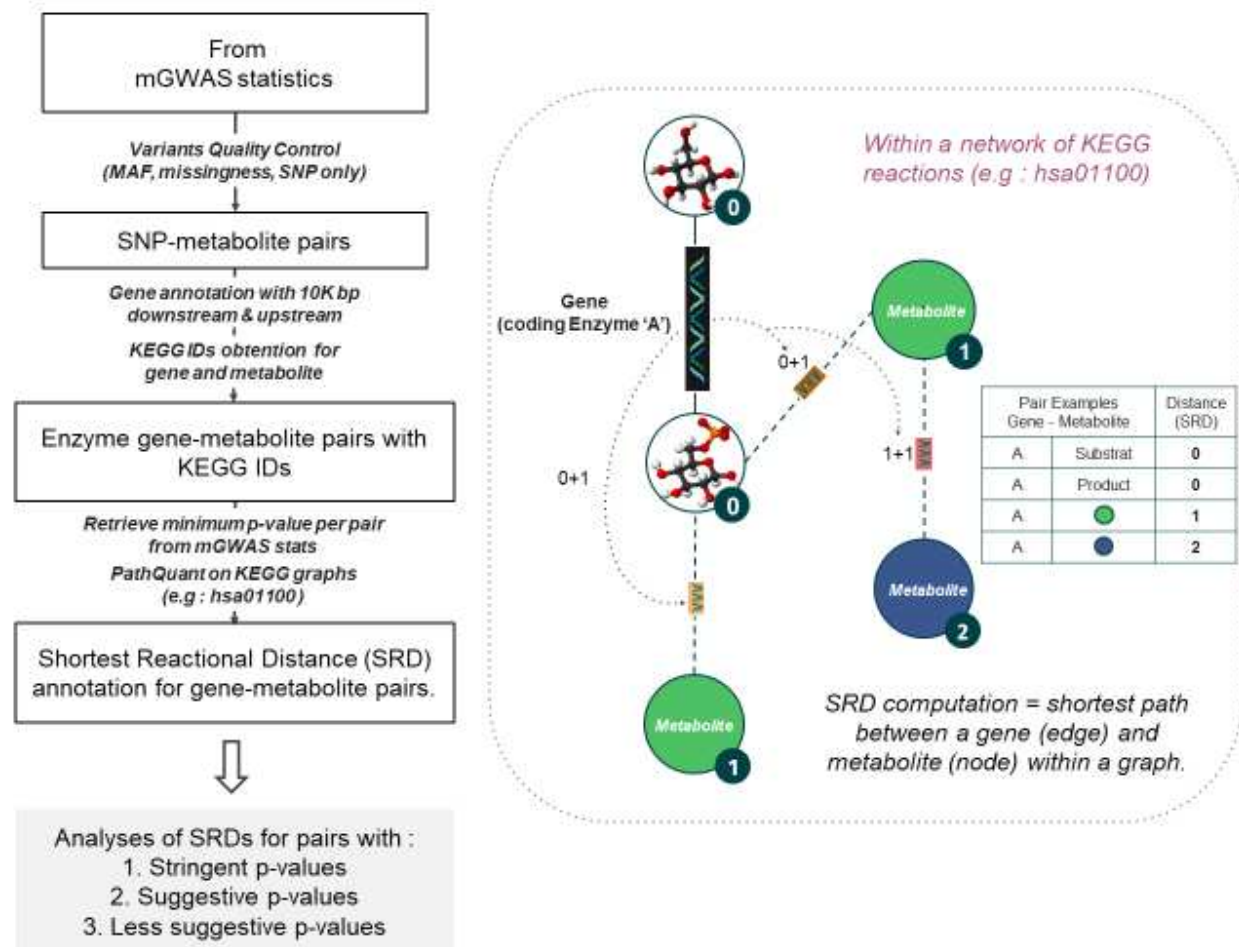 From
mGWAS statistics
Variants Quality Control
(MAF, missingness, SNP only)
SNP-metabolite pairs
Gene annotation with 10K bp
downstream & upstream
KEGG IDs obtention for
gene and metabolite
Enzyme gene-metabolite pairs with
KEGG IDs
Retrieve minimum p-value per pair
from mGWAS stats
PathQuant on KEGG graphs
(e.g : hsa01100)
Shortest Reactional Distance (SRD)
annotation for gene-metabolite pairs.
Analyses of SRDs for pairs with :
1. Stringent p-values
2. Suggestive p-values
3. Less suggestive p-values
Within a network of KEGG
reactions (e.g : hsa01100)
0
Gene
(coding Enzyme ‘A’)
Metabolite
1
0+1
0
0+1
1+1
Metabolite
2
Metabolite
1
Pair Examples
Gene - Metabolite
Distance
(SRD)
A Substrat 0
A Product 0
A 1
A 2
SRD computation = shortest path
between a gene (edge) and
metabolite (node) within a graph.